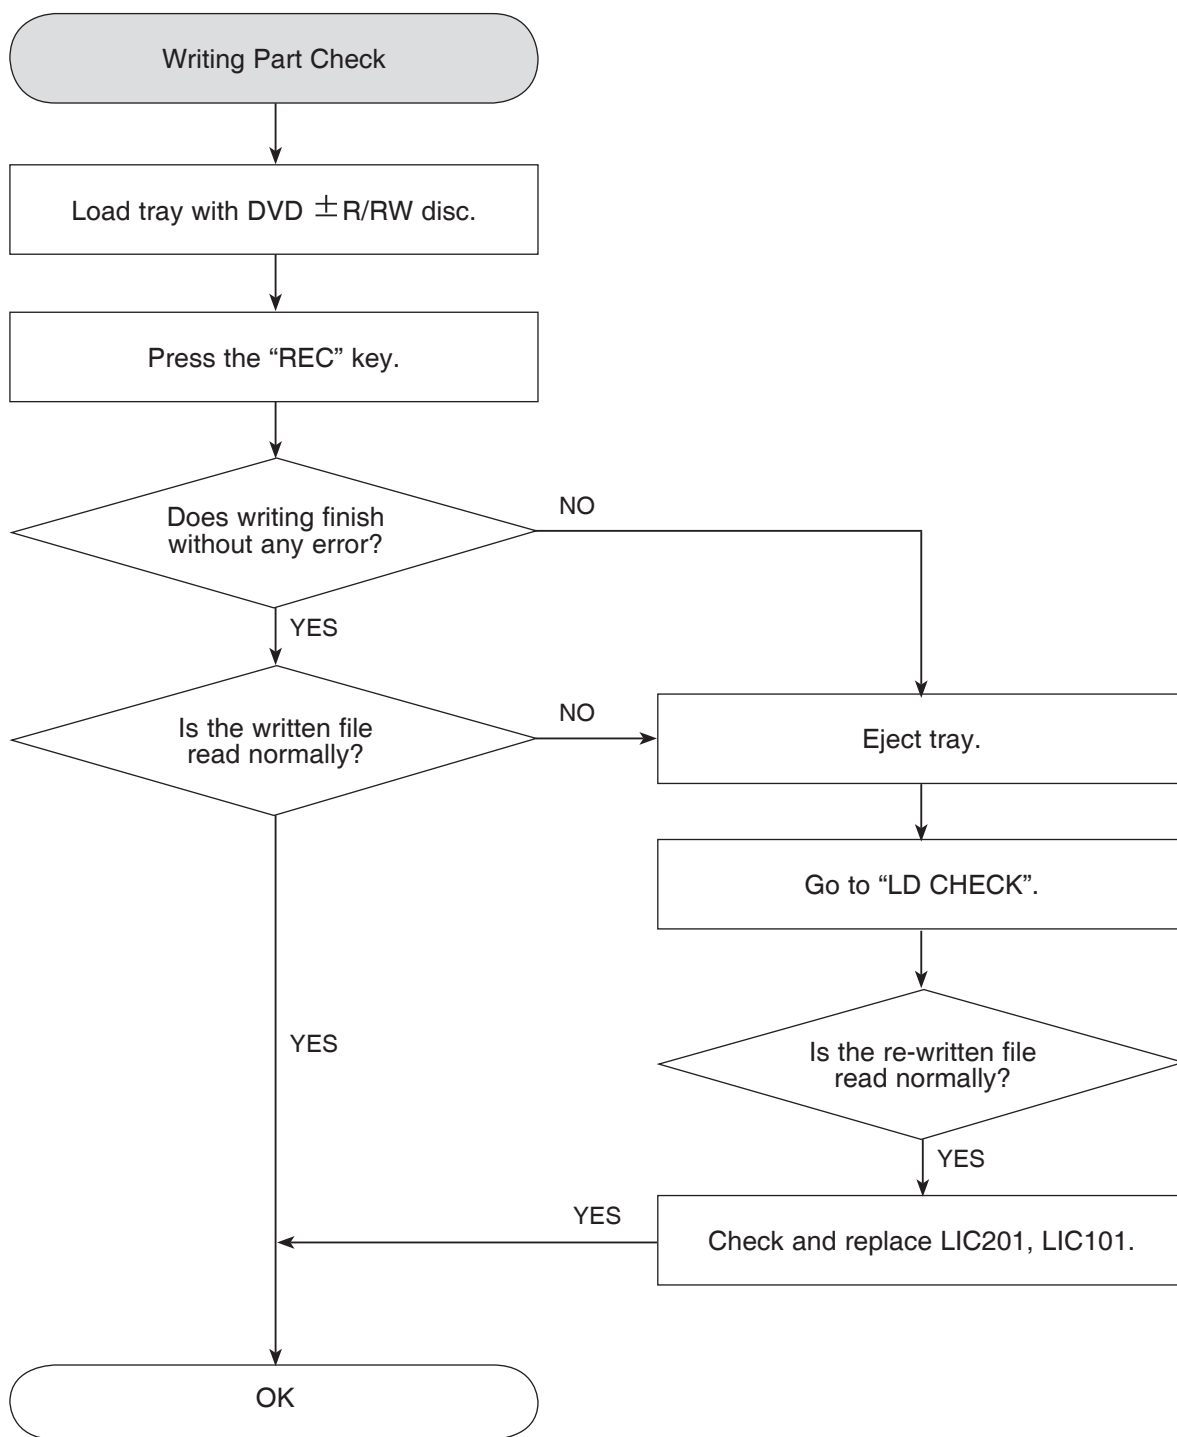 Writing Part Check
Load tray with DVD ±R/RW disc.
Press the “REC” key.
Does writing finish
without any error?
NO
YES
Is the written file
read normally?
NO
Eject tray.
Go to “LD CHECK”.
YES
Is the re-written file
read normally?
YES
YES
Check and replace LIC201, LIC101.
OK